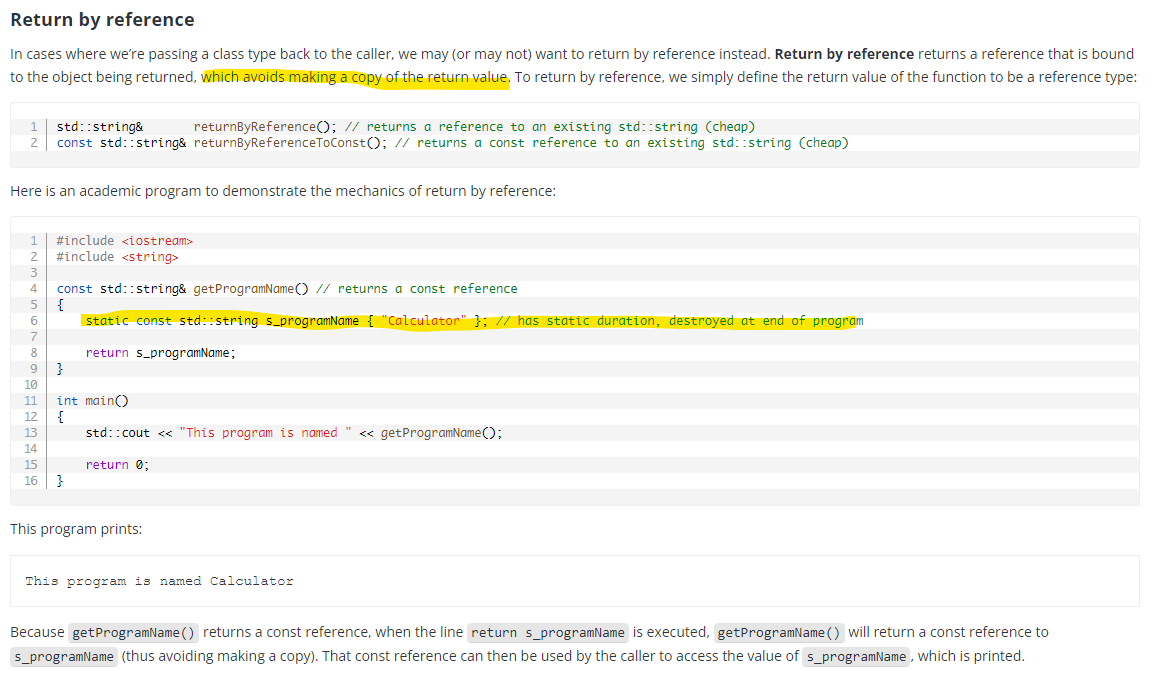 Return by reference
In cases where we’re passing a class type back to the caller, we may (or may not) want to return by reference instead. Return by reference returns a reference that is bound
to the object being returned, which avoids making a copy of the return value. To return by reference, we simply define the return value of the function to be a reference type:
1 std::string&       returnByReference(); // returns a reference to an existing std::string (cheap)
2 const std::string& returnByReferenceToConst(); // returns a const reference to an existing std::string (cheap)
Here is an academic program to demonstrate the mechanics of return by reference:
1 #include <iostream>
2 #include <string>
3
4 const std::string& getProgramName() // returns a const reference
5 {
6     static const std::string s_programName { "Calculator" }; // has static duration, destroyed at end of program
7
8     return s_programName;
9 }
10
11 int main()
12 {
13     std::cout << "This program is named " << getProgramName();
14
15     return 0;
16 }
This program prints:
This program is named Calculator
Because getProgramName() returns a const reference, when the line return s_programName is executed, getProgramName() will return a const reference to
s_programName (thus avoiding making a copy). That const reference can then be used by the caller to access the value of s_programName, which is printed.